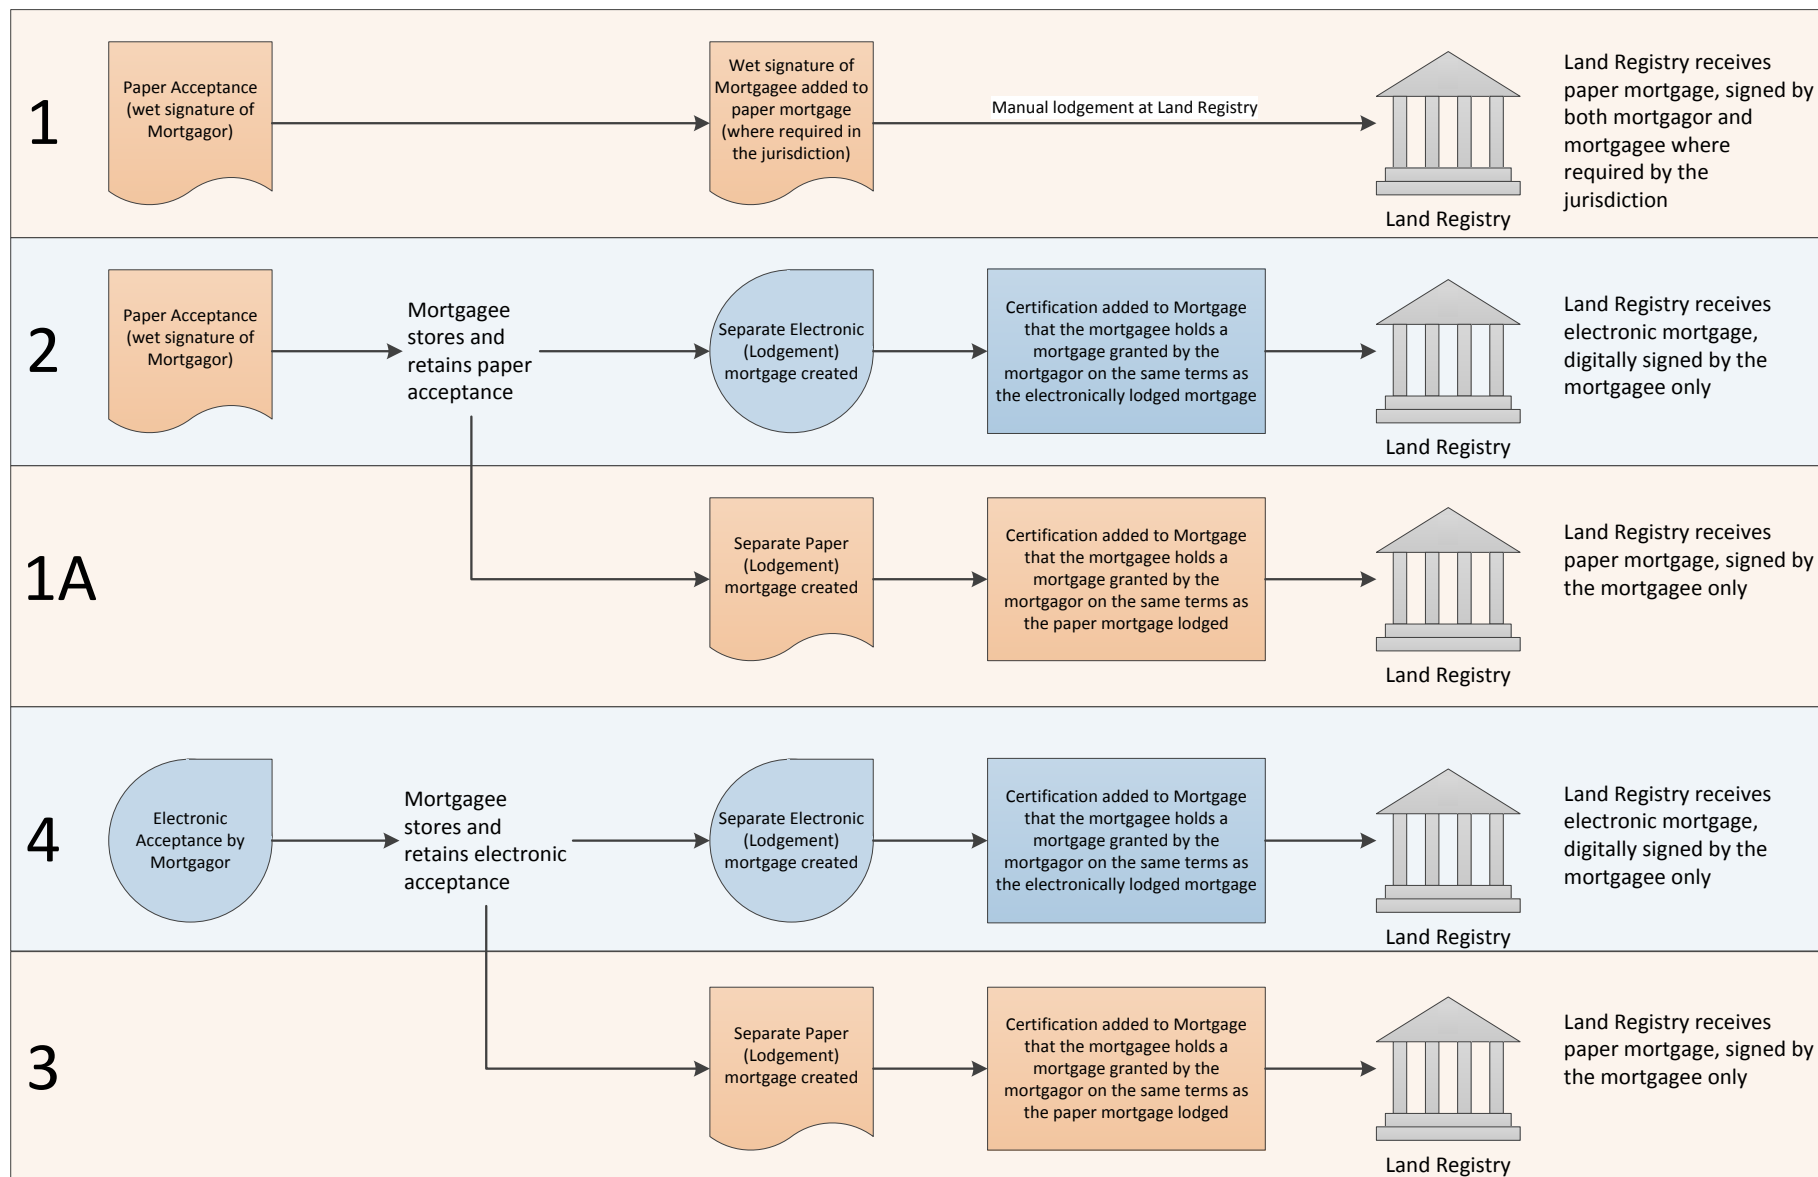 1
Paper Acceptance
(wet signature of
Mortgagor)
Wet signature of
Mortgagee added to
paper mortgage
(where required in
the jurisdiction)
Manual lodgement at Land Registry
Land Registry
Land Registry receives
paper mortgage, signed by
both mortgagor and
mortgagee where
required by the
jurisdiction
2
Paper Acceptance
(wet signature of
Mortgagor)
Mortgagee
stores and
retains paper
acceptance
Separate Electronic
(Lodgement)
mortgage created
Certification added to Mortgage
that the mortgagee holds a
mortgage granted by the
mortgagor on the same terms as
the electronically lodged mortgage
Land Registry
Land Registry receives
electronic mortgage,
digitally signed by the
mortgagee only
1A
Separate Paper
(Lodgement)
mortgage created
Certification added to Mortgage
that the mortgagee holds a
mortgage granted by the
mortgagor on the same terms as
the paper mortgage lodged
Land Registry
Land Registry receives
paper mortgage, signed by
the mortgagee only
4
Electronic
Acceptance by
Mortgagor
Mortgagee
stores and
retains electronic
acceptance
Separate Electronic
(Lodgement)
mortgage created
Certification added to Mortgage
that the mortgagee holds a
mortgage granted by the
mortgagor on the same terms as
the electronically lodged mortgage
Land Registry
Land Registry receives
electronic mortgage,
digitally signed by the
mortgagee only
3
Separate Paper
(Lodgement)
mortgage created
Certification added to Mortgage
that the mortgagee holds a
mortgage granted by the
mortgagor on the same terms as
the paper mortgage lodged
Land Registry
Land Registry receives
paper mortgage, signed by
the mortgagee only